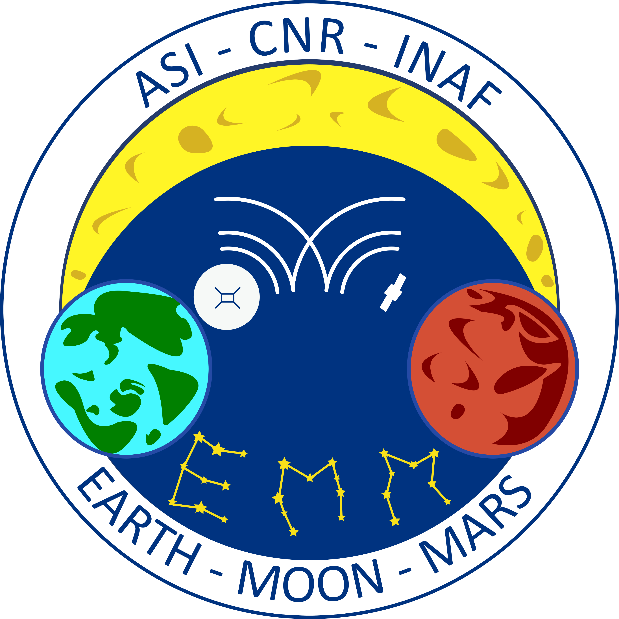 ASI - CNR - INAF
EMM
EARTH - MOON - MARS